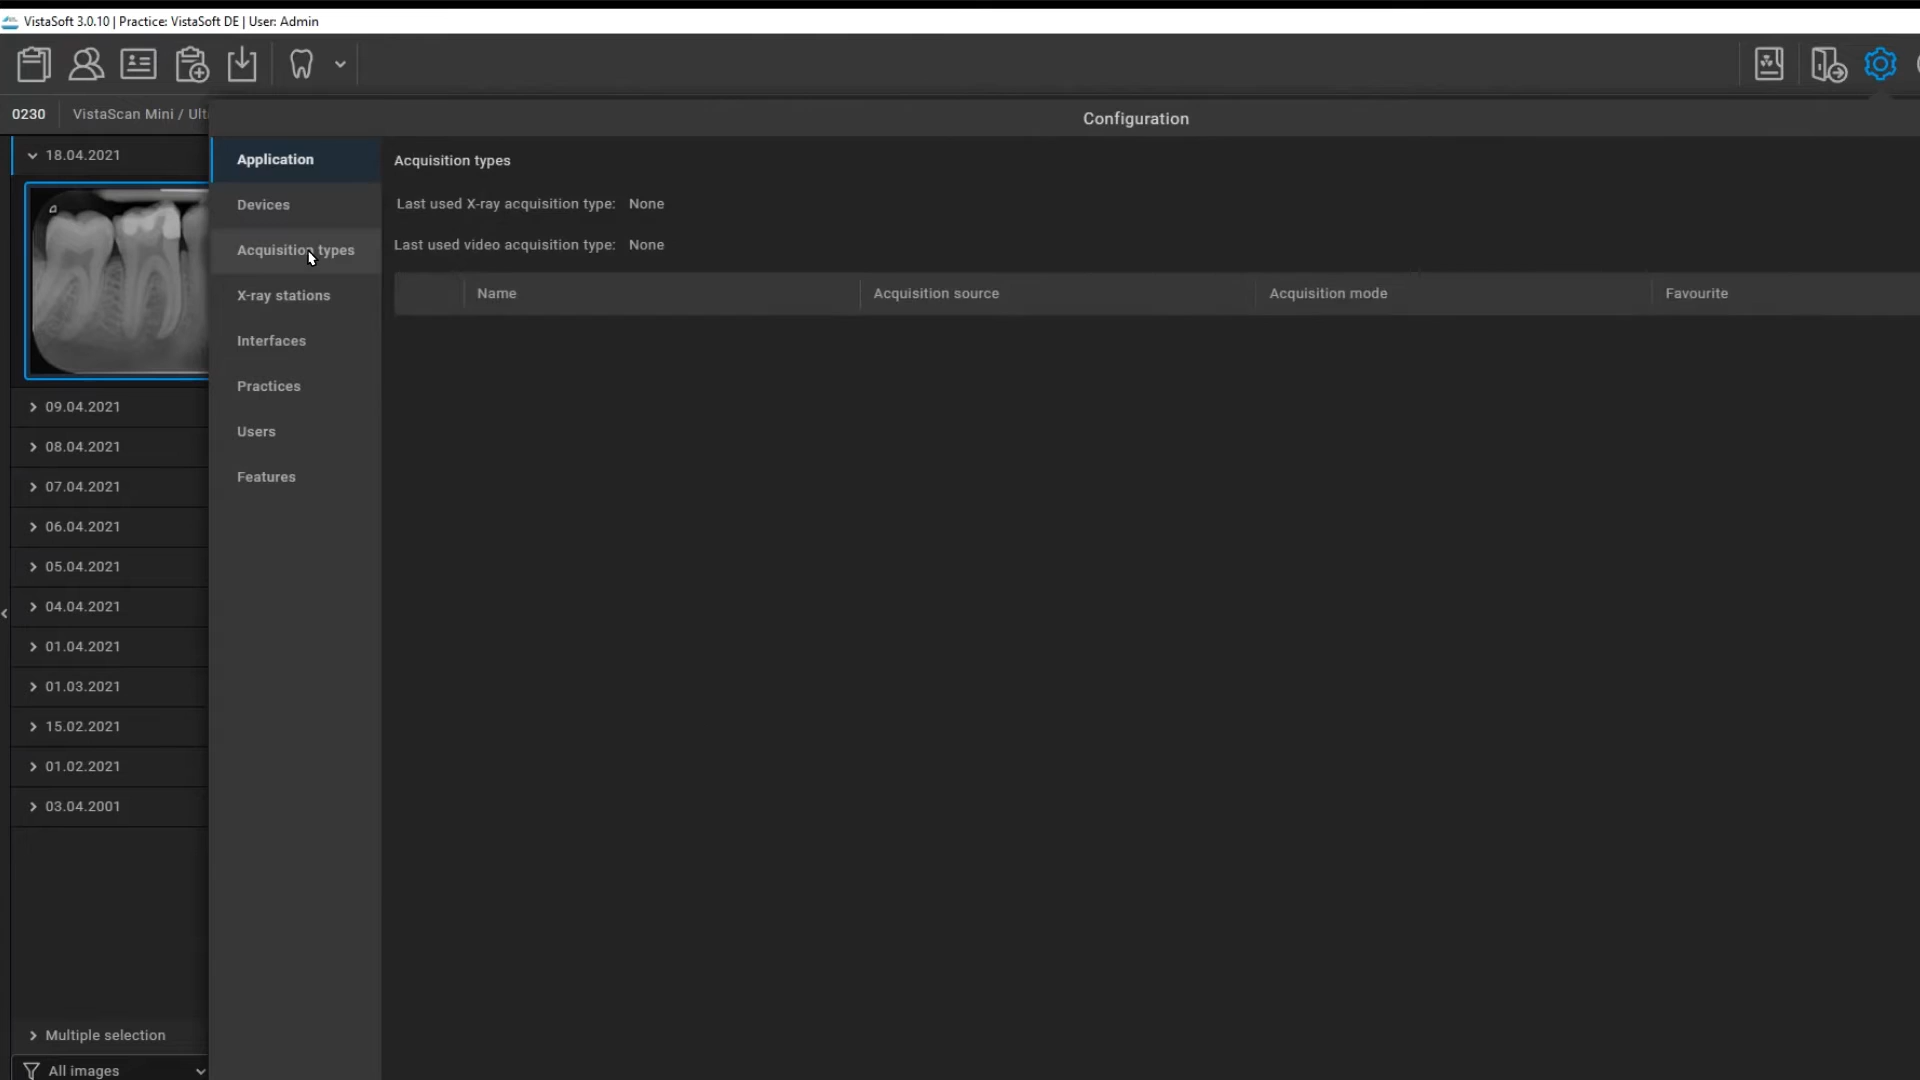 VistaSoft 3.0.10 | Practice: VistaSoft DE | User: Admin
0230 VistaScan Mini / Ult
Configuration
18.04.2021
09.04.2021
08.04.2021
07.04.2021
06.04.2021
05.04.2021
04.04.2021
01.04.2021
01.03.2021
15.02.2021
01.02.2021
03.04.2001
Multiple selection
All images
Application
Devices
Acquisition types
X-ray stations
Interfaces
Practices
Users
Features
Acquisition types
Last used X-ray acquisition type: None
Last used video acquisition type: None
Name Acquisition source Acquisition mode Favourite